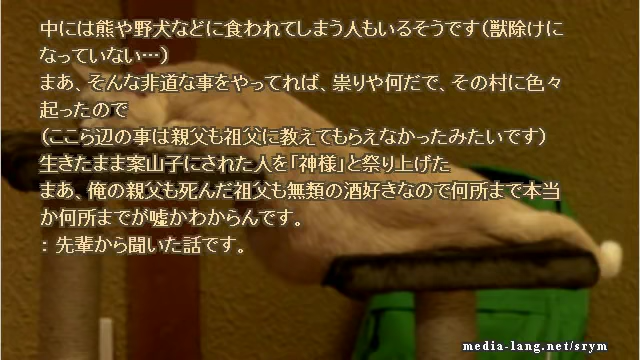 中には熊や野犬などに食われてしまう人もいるそうです（獣除けに
なっていない…）
まあ、そんな非道な事をやってれば、祟りや何だで、その村に色々
起ったので
（ここら辺の事は親父も祖父に教えてもらえなかったみたいです）
生きたまま案山子にされた人を「神様」と祭り上げた
まあ、俺の親父も死んだ祖父も無類の酒好きなので何所まで本当
か何所までが嘘かわからんです。
： 先輩から聞いた話です。
media-lang.net/srym